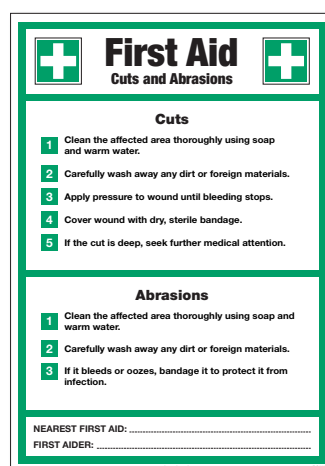 First Aid
Cuts and Abrasions
Cuts
1 Clean the affected area thoroughly using soap
and warm water.
2 Carefully wash away any dirt or foreign materials.
3 Apply pressure to wound until bleeding stops.
4 Cover wound with dry, sterile bandage.
5 If the cut is deep, seek further medical attention.
Abrasions
1 Clean the affected area thoroughly using soap and
warm water.
2 Carefully wash away any dirt or foreign materials.
3 If it bleeds or oozes, bandage it to protect it from
infection.
NEAREST FIRST AID:
FIRST AIDER: